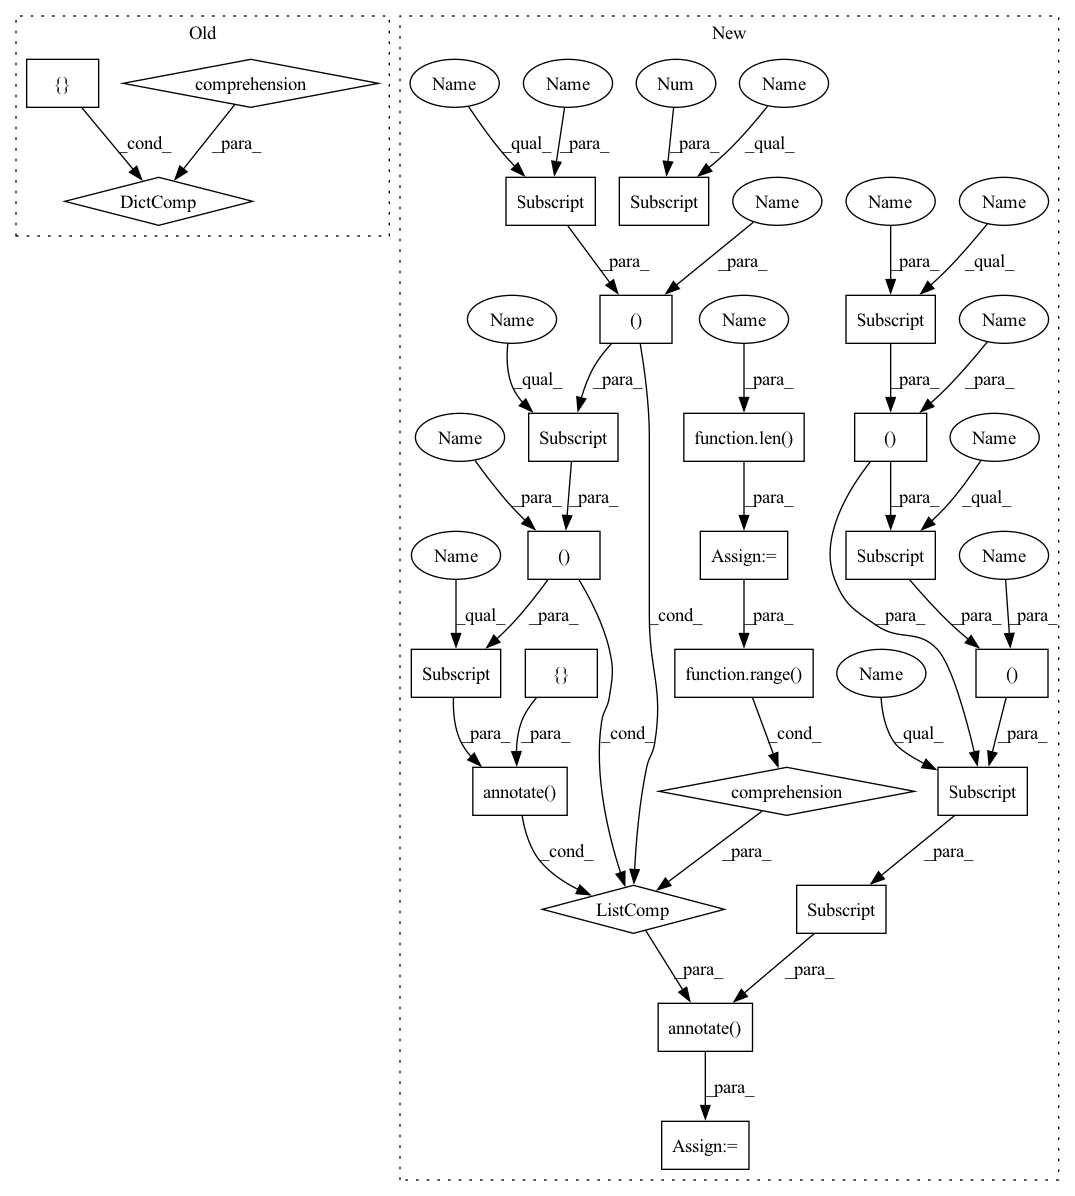 Old
New
{}
comprehension
Name
Name
Num
Name
_cond_
_para_
_qual_
_para_
_para_
_qual_
DictComp
Subscript
Subscript
Name
Name
Name
_para_
_para_
_para_
_qual_
Name
()
Name
Subscript
Name
_qual_
_para_
_para_
_para_
_para_
Name
Subscript
function.len()
()
Name
_para_
_para_
_para_
_para_
_qual_
Name
()
Assign:=
Subscript
Name
_qual_
_para_
_cond_
_para_
_para_
_para_
_para_
Subscript
{}
function.range()
Name
()
_para_
_para_
_cond_
_cond_
_qual_
_para_
annotate()
comprehension
Subscript
_cond_
_para_
_para_
ListComp
Subscript
_para_
_para_
annotate()
_para_
Assign:=